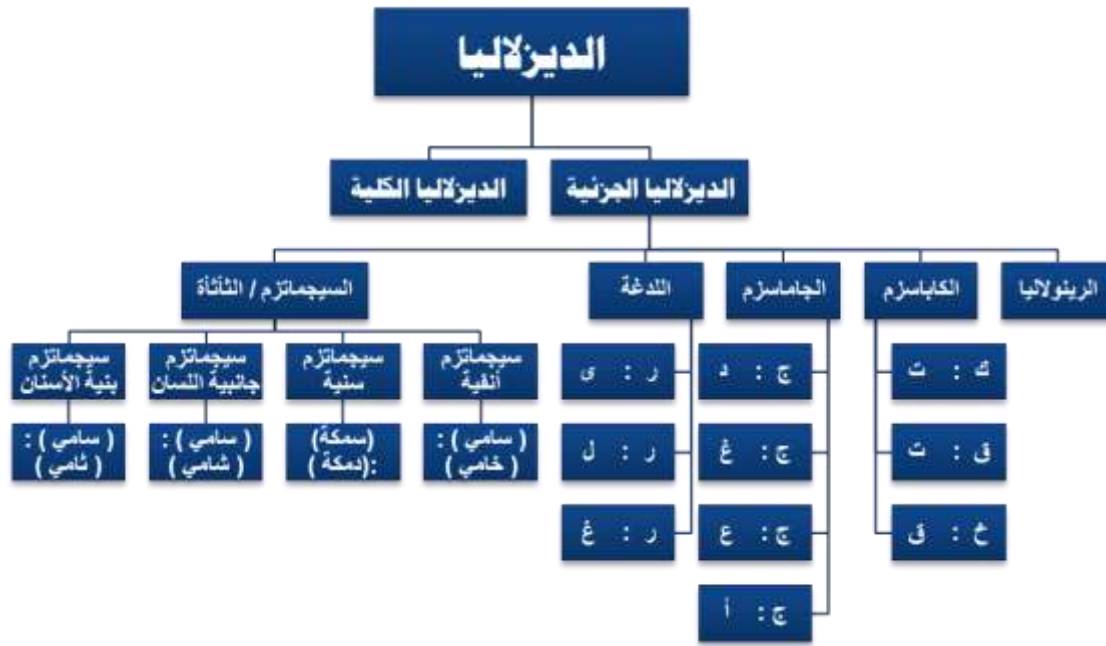 الديزلاليا
الديزلاليا الجزئية
الديزلاليا الكلية
الرينولاليا
الكاباسزم
الجاماسزم
اللدغة
السيجماتزم / الثأثأة
ك : ت
ق : ت
خ : ق
ج : د
ج : غ
ج : ع
ج : أ
ر : ى
ر : ل
ر : غ
سيجماتزم
أنفية
سيجماتزم
سنية
سيجماتزم
جانبية اللسان
سيجماتزم
بنية الأسنان
( سامي ) :
( خامي )
(سمكة)
:(دمكة )
( سامي ) :
( شامي )
( سامي ) :
( ثامي )